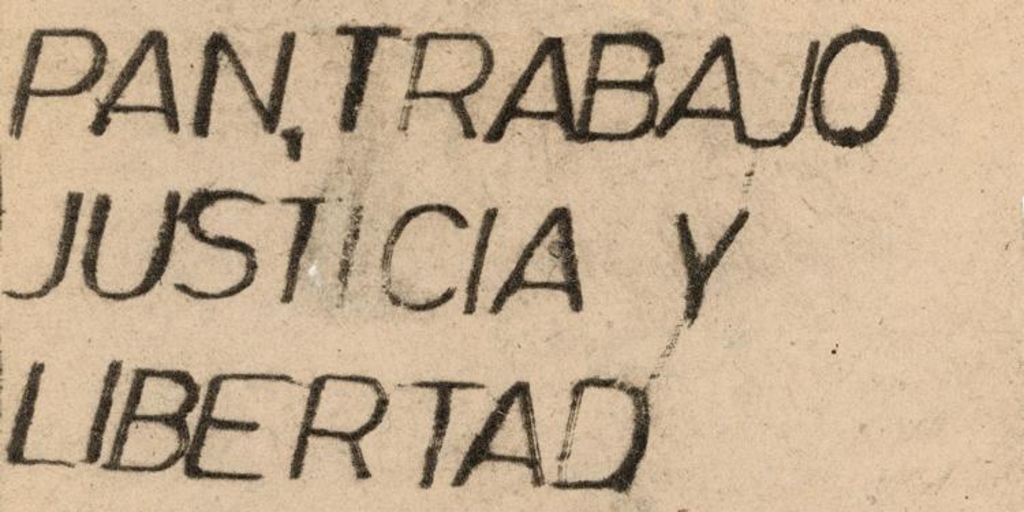 PAN, TRABAJO
JUSTICIA Y
LIBERTAD